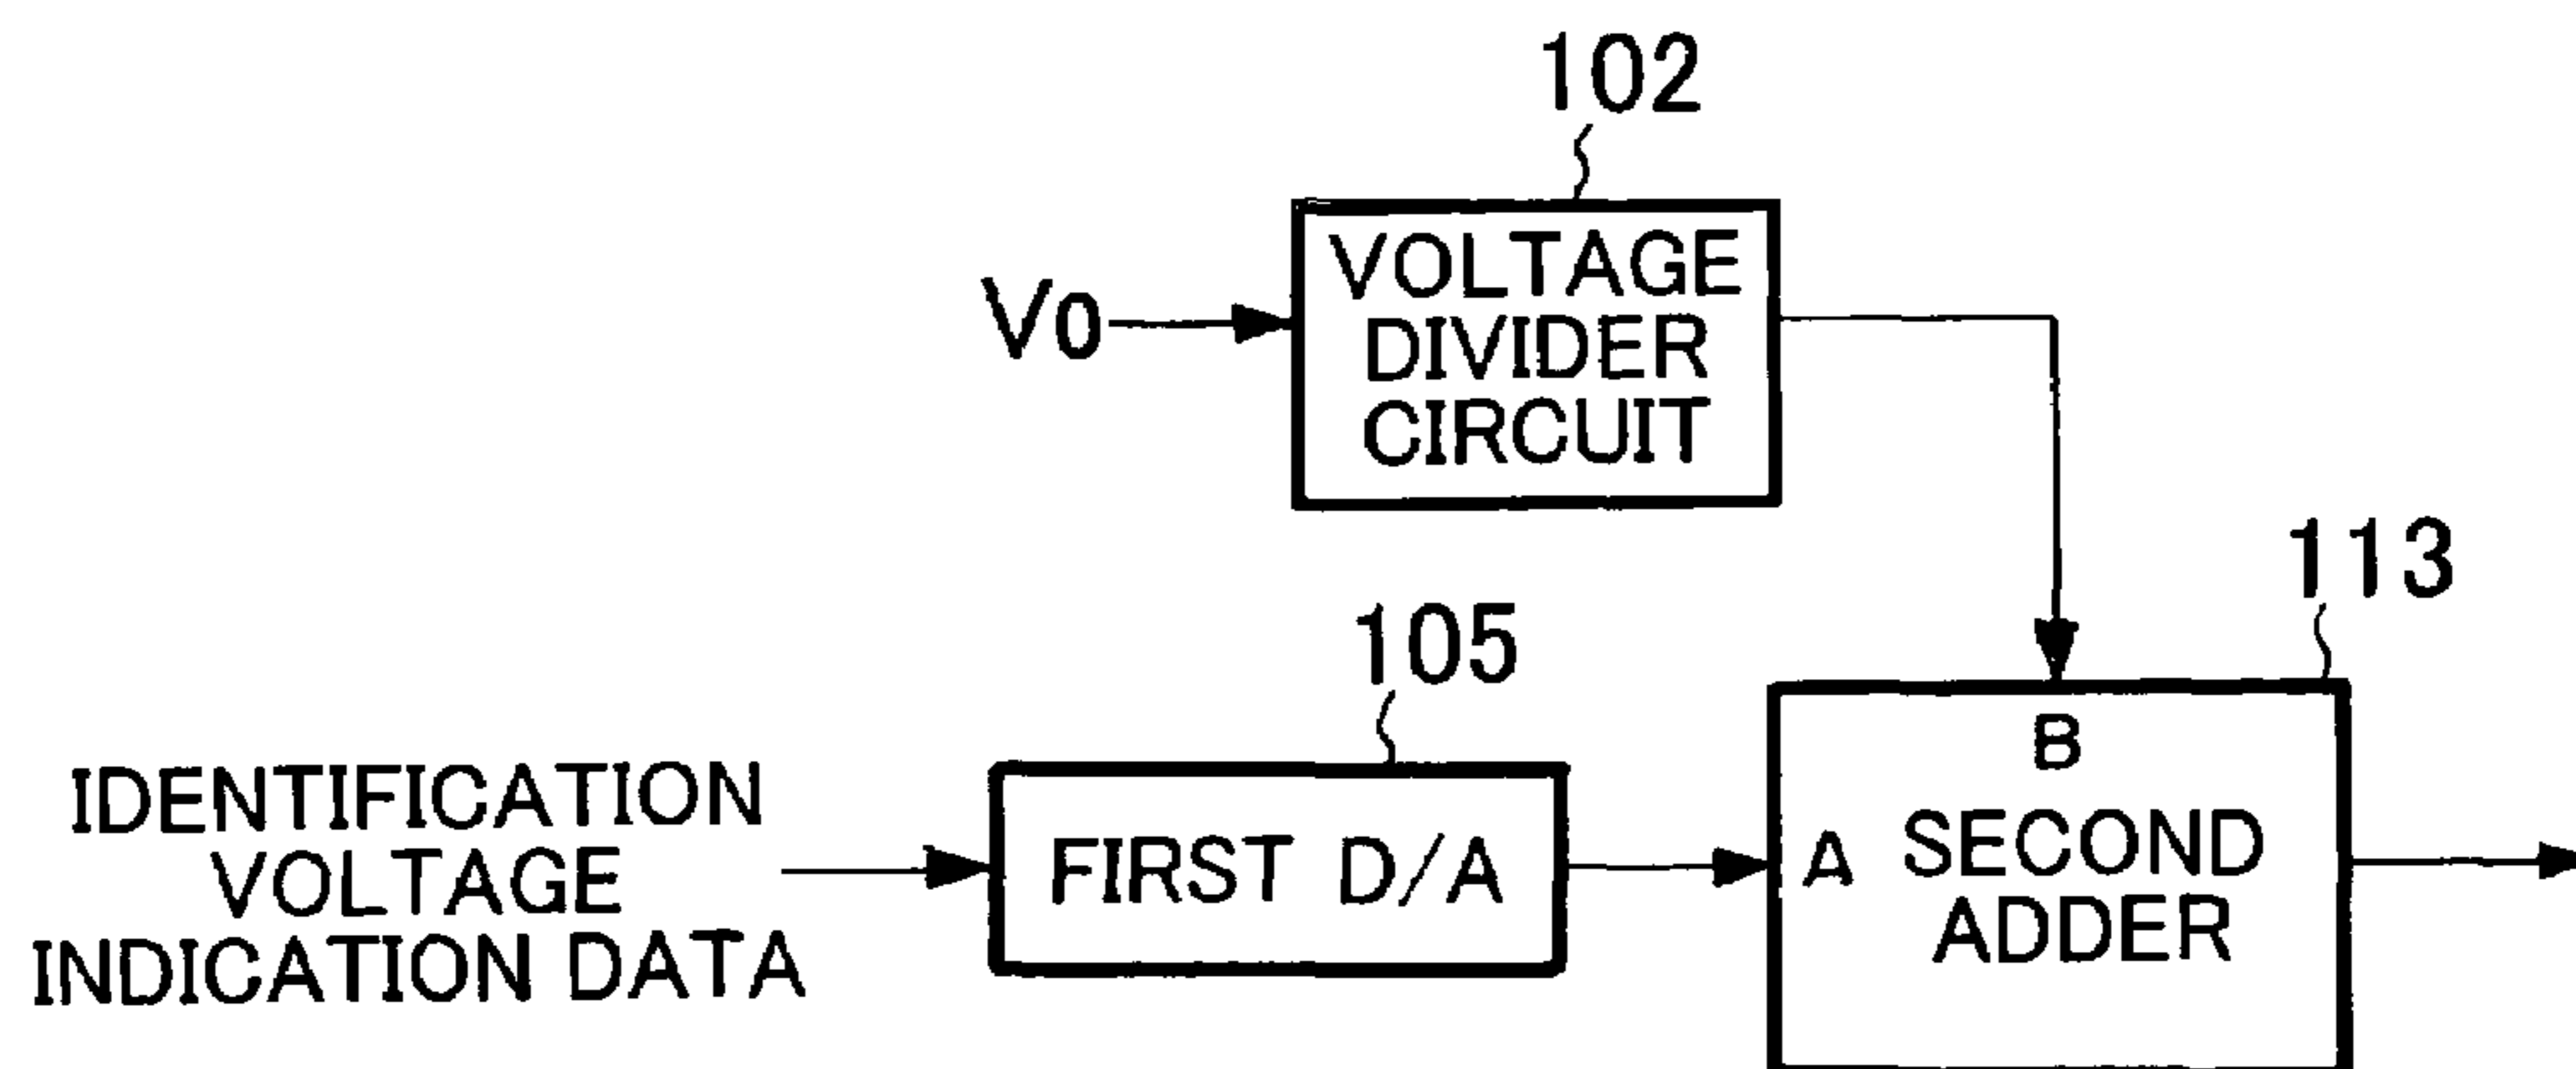 102
V0
VOLTAGE
DIVIDER
CIRCUIT
113
105
B
IDENTIFICATION
VOLTAGE
INDICATION DATA
FIRST D/A
A SECOND
ADDER